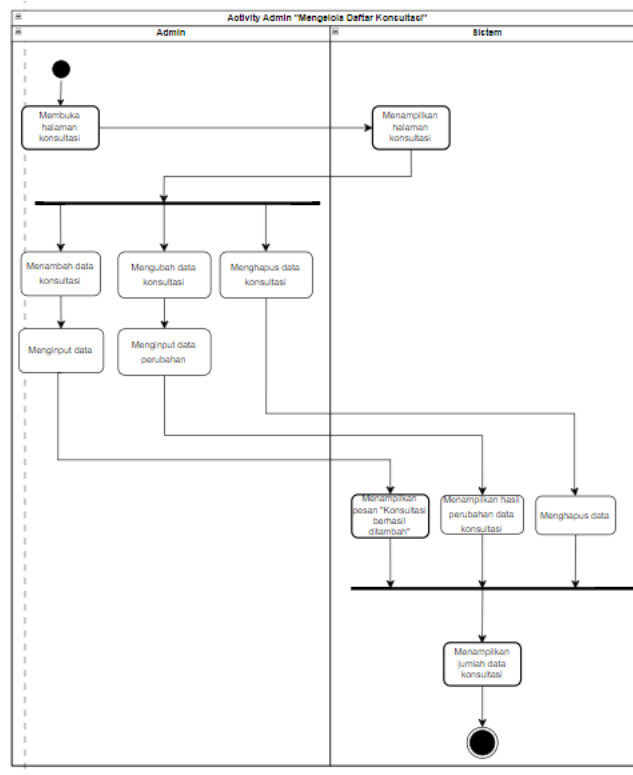 Activity Admin "Mengelola Daftar Konsultasi"
Admin
Sistem
Membuka
halaman
konsultasi
Menampilkan
halaman
konsultasi
Menambah data
konsultasi
Mengubah data
konsultasi
Menghapus data
konsultasi
Menginput data
Menginput data
perubahan
Menampilkan
pesan "Konsultasi
berhasil
ditambah"
Menampilkan hasil
perubahan data
konsultasi
Menghapus data
Menampilkan
jumlah data
konsultasi